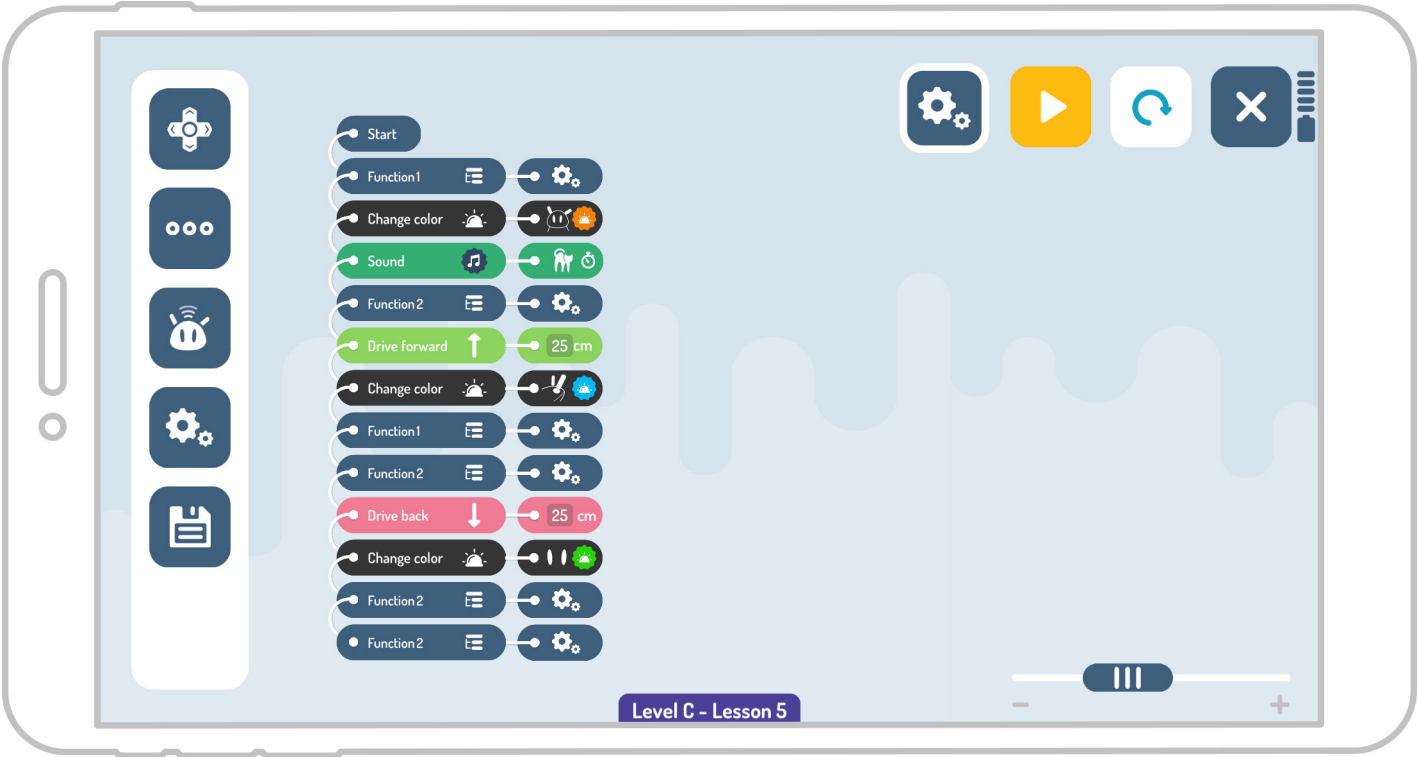 Start
Function1
Change color
Sound
Function2
Drive forward 25 cm
Change color
Function1
Function2
Drive back 25 cm
Change color
Function2
Function2
Level C - Lesson 5